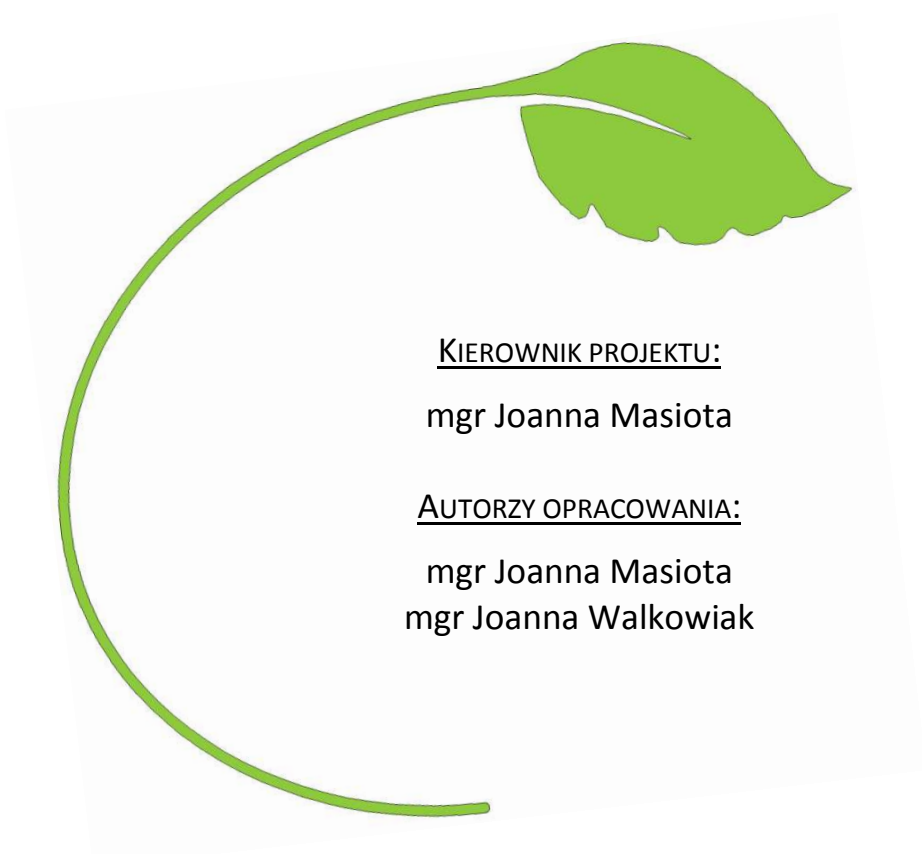 KIEROWNIK PROJEKTU:
mgr Joanna Masiota
AUTORZY OPRACOWANIA:
mgr Joanna Masiota
mgr Joanna Walkowiak